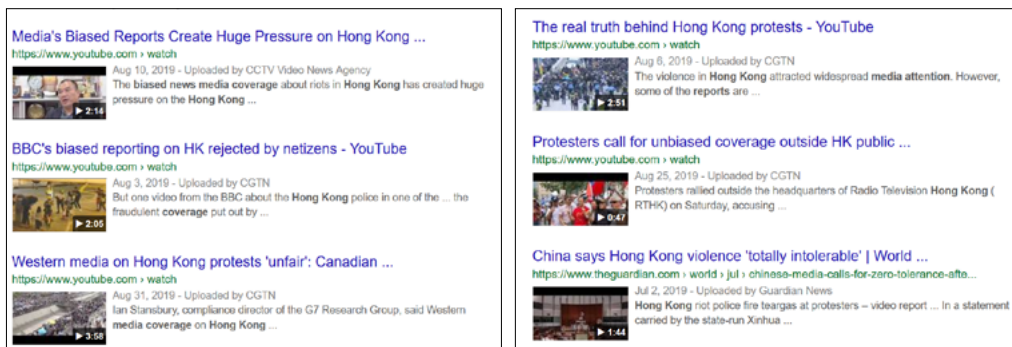 Media's Biased Reports Create Huge Pressure on Hong Kong ...
https://www.youtube.com › watch
Aug 10, 2019 - Uploaded by CCTV Video News Agency
The biased news media coverage about riots in Hong Kong has created huge
pressure on the Hong Kong ...
2:14
BBC's biased reporting on HK rejected by netizens - YouTube
https://www.youtube.com › watch
Aug 3, 2019 - Uploaded by CGTN
But one video from the BBC about the Hong Kong police in one of the ... the
fraudulent coverage put out by ...
2:05
Western media on Hong Kong protests 'unfair': Canadian ...
https://www.youtube.com › watch
Aug 31, 2019 - Uploaded by CGTN
Ian Stansbury, compliance director of the G7 Research Group, said Western
media coverage on Hong Kong ...
3:58
The real truth behind Hong Kong protests - YouTube
https://www.youtube.com › watch
Aug 6, 2019 - Uploaded by CGTN
The violence in Hong Kong attracted widespread media attention. However,
some of the reports are ...
2:51
Protesters call for unbiased coverage outside HK public ...
https://www.youtube.com › watch
Aug 25, 2019 - Uploaded by CGTN
Protesters rallied outside the headquarters of Radio Television Hong Kong (
RTHK) on Saturday, accusing ...
0:47
China says Hong Kong violence 'totally intolerable' | World ...
https://www.theguardian.com › world › jul › chinese-media-calls-for-zero-tolerance-afte...
Jul 2, 2019 - Uploaded by Guardian News
Hong Kong riot police fire teargas at protesters – video report ... In a statement
carried by the state-run Xinhua ...
1:44